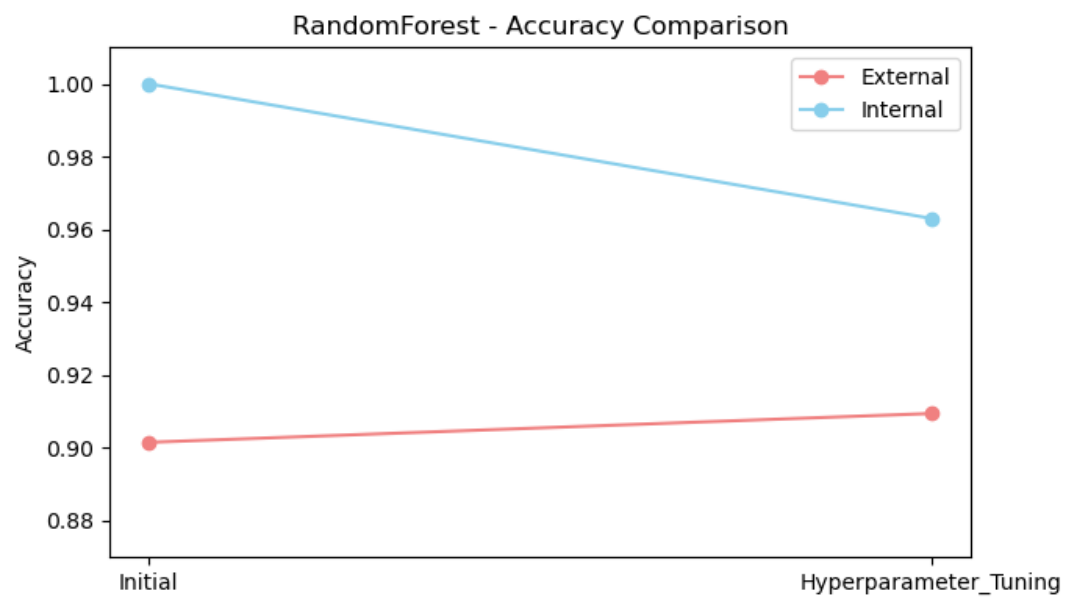 RandomForest - Accuracy Comparison
External
Internal
Accuracy
1.00
0.98
0.96
0.94
0.92
0.90
0.88
Initial
Hyperparameter_Tuning